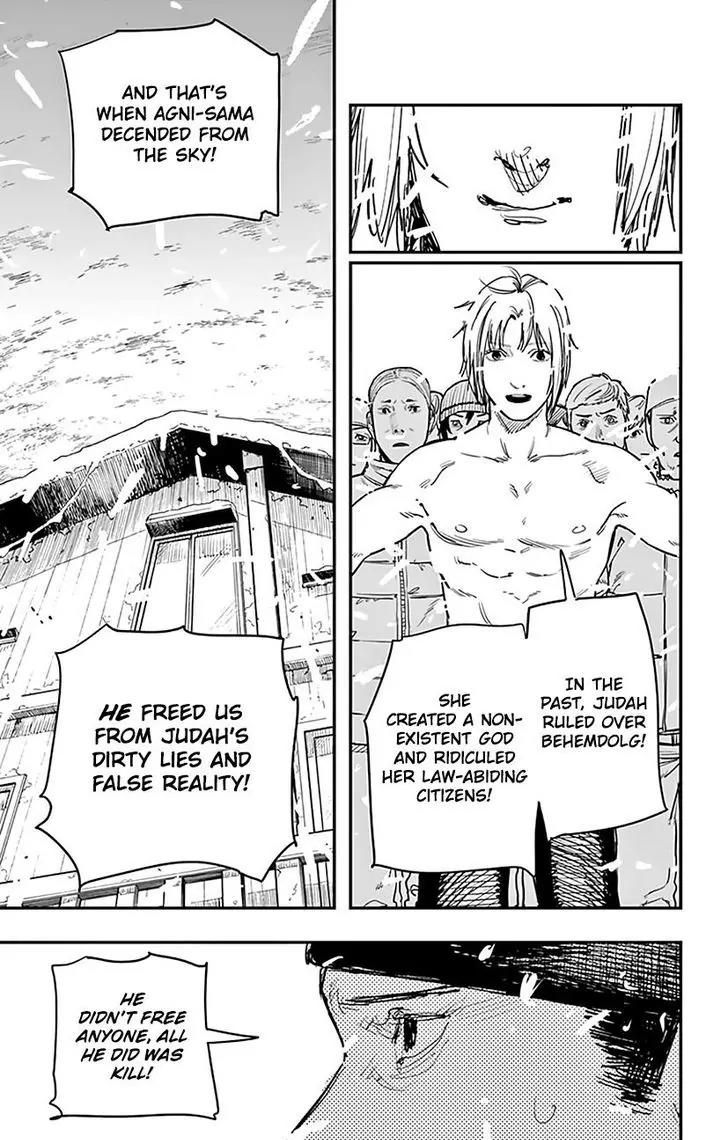 IN THE
PAST, JUDAH
RULED OVER
BEHEMDOLG!
SHE
CREATED A NON-
EXISTENT GOD
AND RIDICULED
HER LAW-ABIDING
CITIZENS!
AND THAT'S
WHEN AGNI-SAMA
DECENDED FROM
THE SKY!
HE FREED US
FROM JUDAH'S
DIRTY LIES AND
FALSE REALITY!
HE
DIDN'T FREE
ANYONE, ALL
HE DID WAS
KILL!